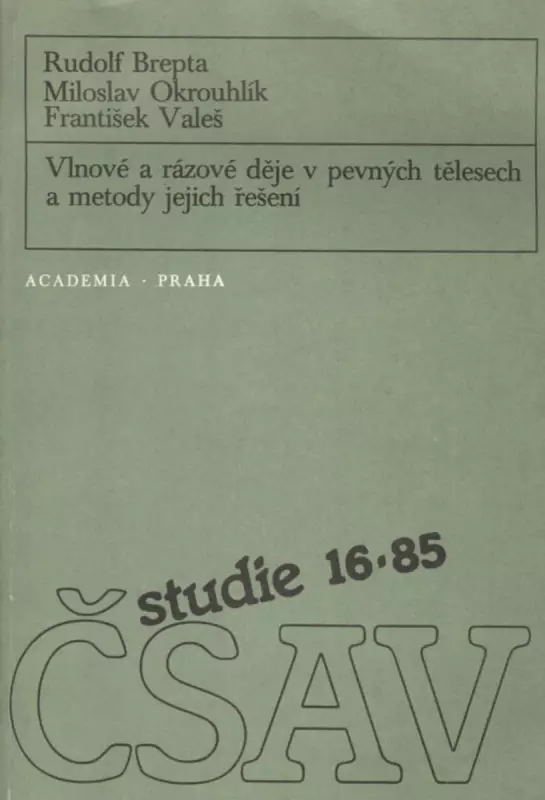 Rudolf Brepta
Miloslav Okrouhlík
František Valeš
Vlnové a rázové děje v pevných tělesech
a metody jejich řešení
ACADEMIA · PRAHA
studie 16·85
ČSAV